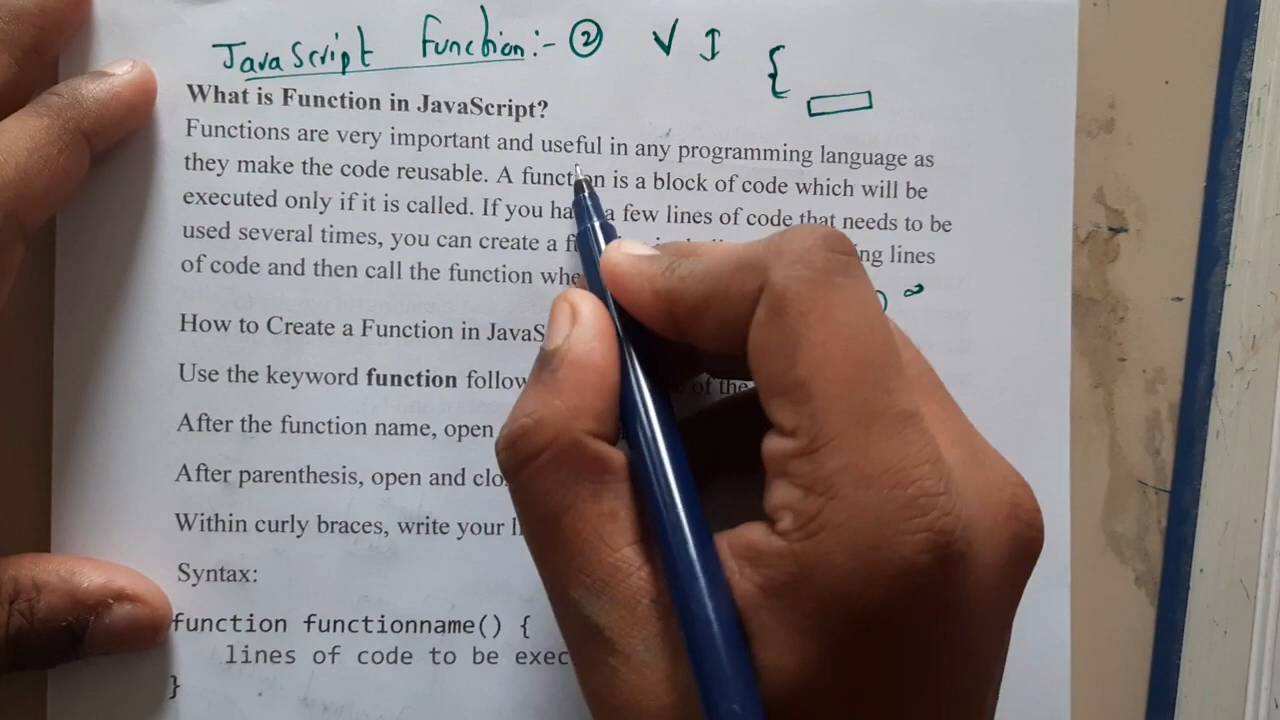 JavaScript Function:- ② V I {
What is Function in JavaScript?
Functions are very important and useful in any programming language as
they make the code reusable. A function is a block of code which will be
executed only if it is called. If you ha a few lines of code that needs to be
used several times, you can create a f ng lines
of code and then call the function whe
How to Create a Function in JavaS
Use the keyword function follow of the
After the function name, open
After parenthesis, open and clo
Within curly braces, write your l
Syntax:
function functionname() {
lines of code to be exec
}